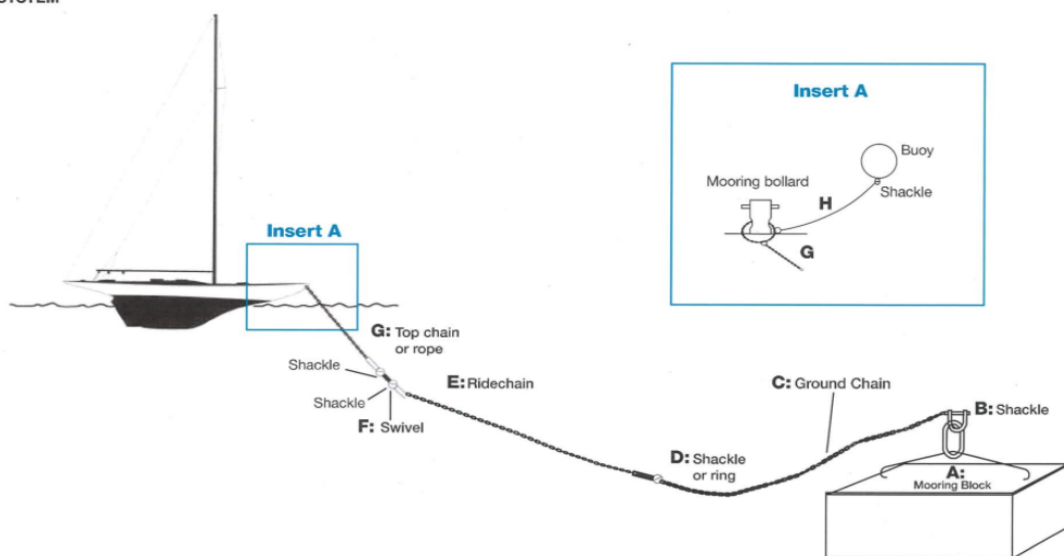 Insert A
Buoy
Mooring bollard
Shackle
H
G
Insert A
G: Top chain
or rope
Shackle
E: Ridechain
C: Ground Chain
Shackle
B: Shackle
F: Swivel
D: Shackle
or ring
A:
Mooring Block